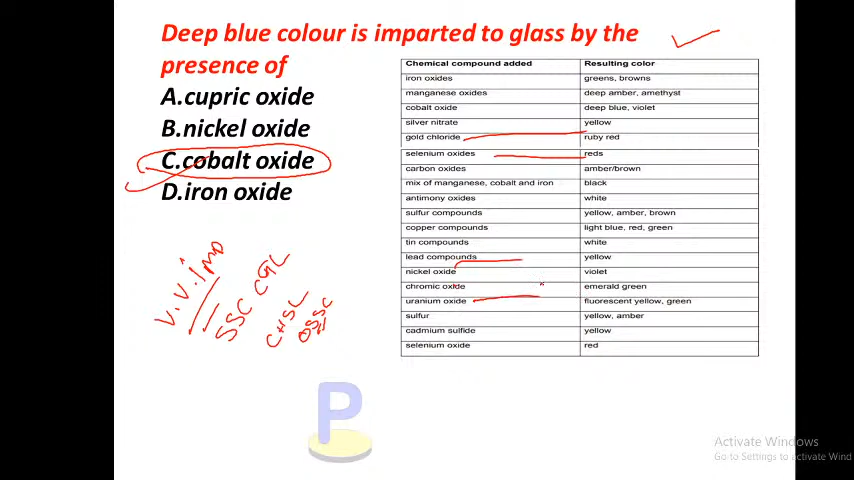 Deep blue colour is imparted to glass by the
presence of
A.cupric oxide
B.nickel oxide
C.cobalt oxide
D.iron oxide
V.V.imp
SSC CGL
CHSL
OSSC
Chemical compound added Resulting color
iron oxides greens, browns
manganese oxides deep amber, amethyst
cobalt oxide deep blue, violet
silver nitrate yellow
gold chloride ruby red
selenium oxides reds
carbon oxides amber/brown
mix of manganese, cobalt and iron black
antimony oxides white
sulfur compounds yellow, amber, brown
copper compounds light blue, red, green
tin compounds white
lead compounds yellow
nickel oxide violet
chromic oxide emerald green
uranium oxide fluorescent yellow, green
sulfur yellow, amber
cadmium sulfide yellow
selenium oxide red
P
Activate Windows
Go to Settings to activate Wind